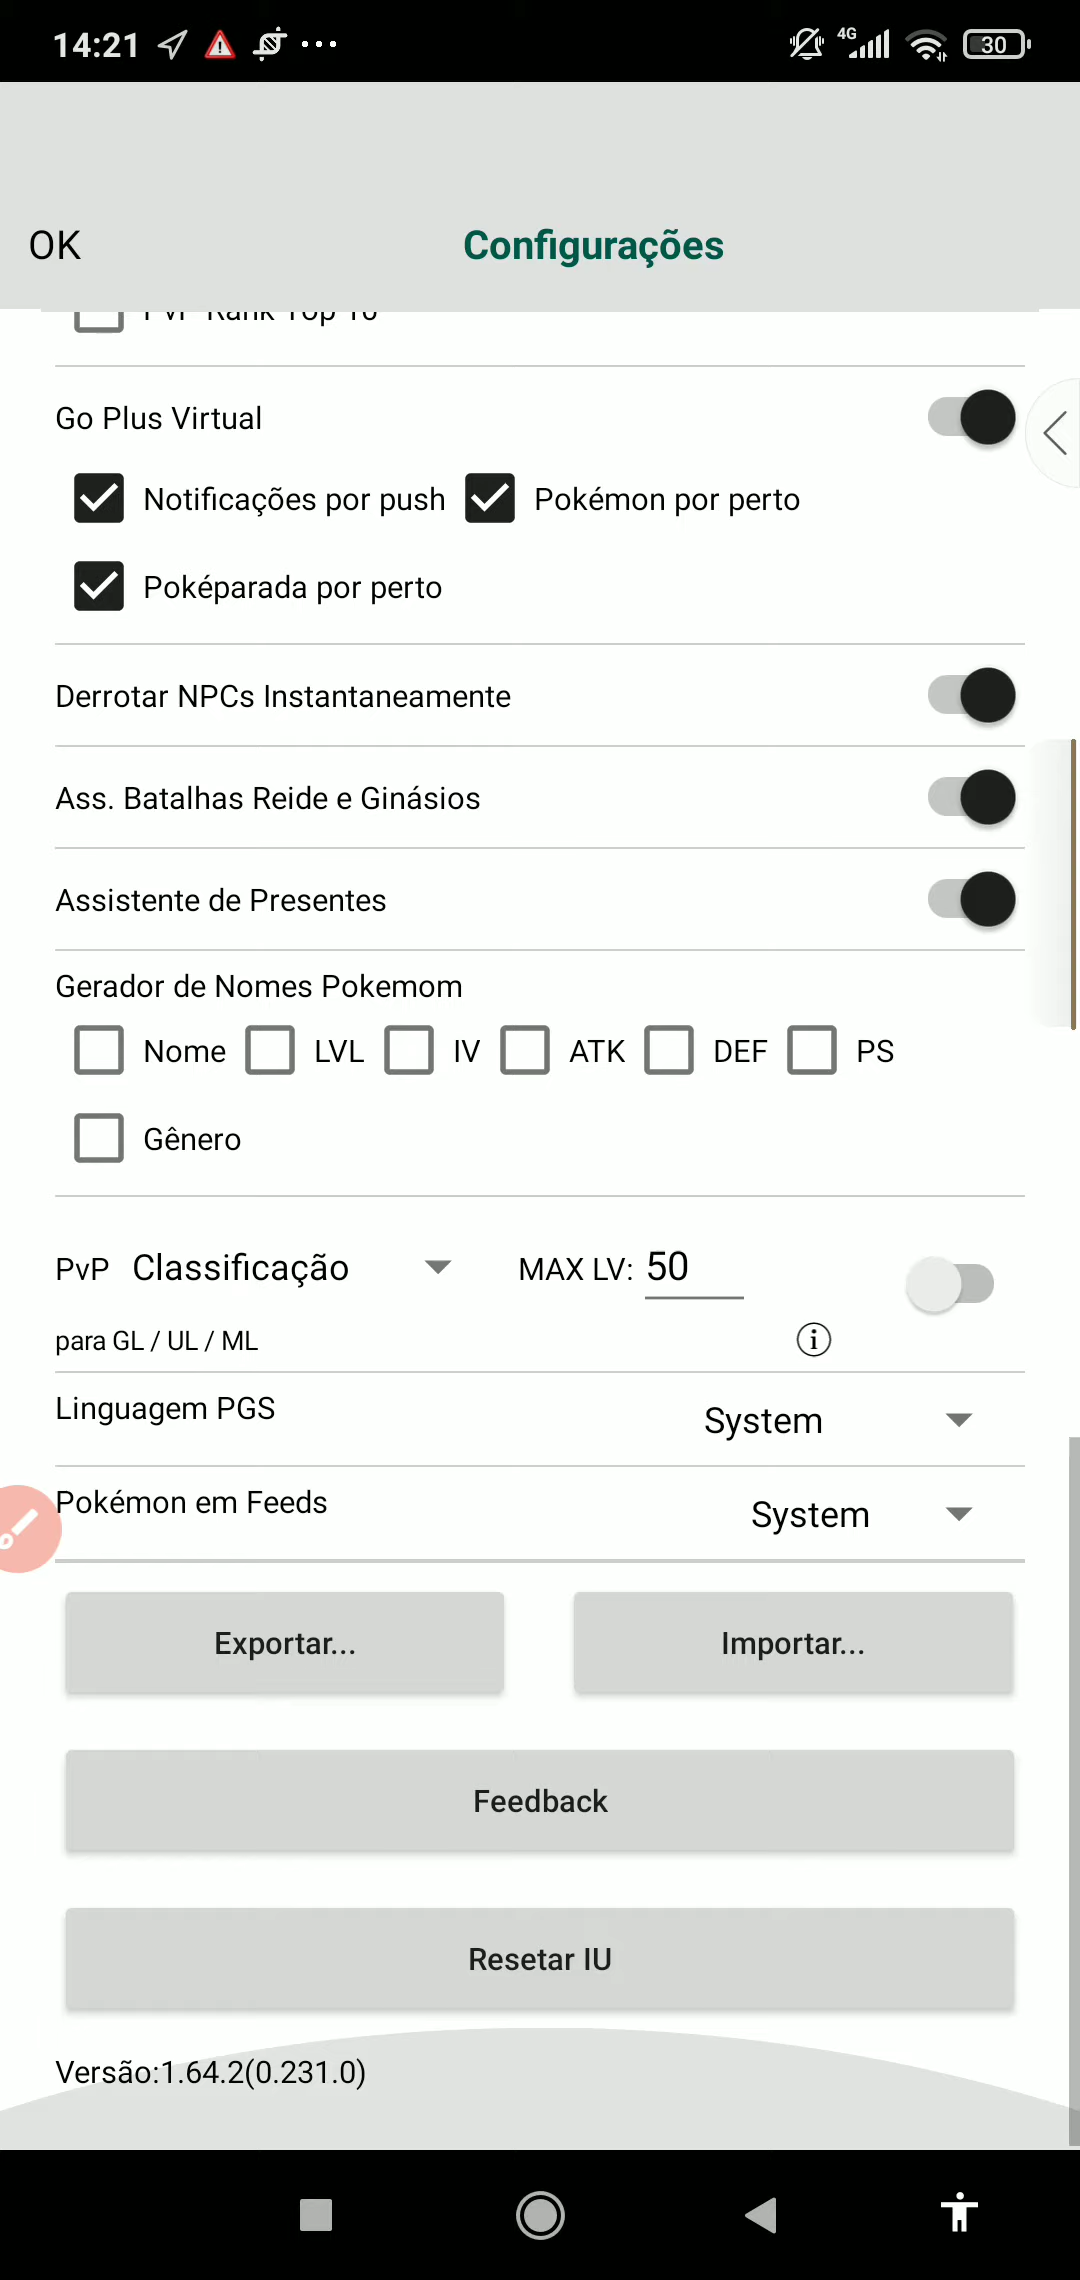 14:21
4G
30
OK
Configurações
PvP Rank Top 10
Go Plus Virtual
Notificações por push Pokémon por perto
Poképarada por perto
Derrotar NPCs Instantaneamente
Ass. Batalhas Reide e Ginásios
Assistente de Presentes
Gerador de Nomes Pokemom
Nome LVL IV ATK DEF PS
Gênero
PvP Classificação MAX LV: 50
para GL / UL / ML
Linguagem PGS System
Pokémon em Feeds System
Exportar... Importar...
Feedback
Resetar IU
Versão:1.64.2(0.231.0)